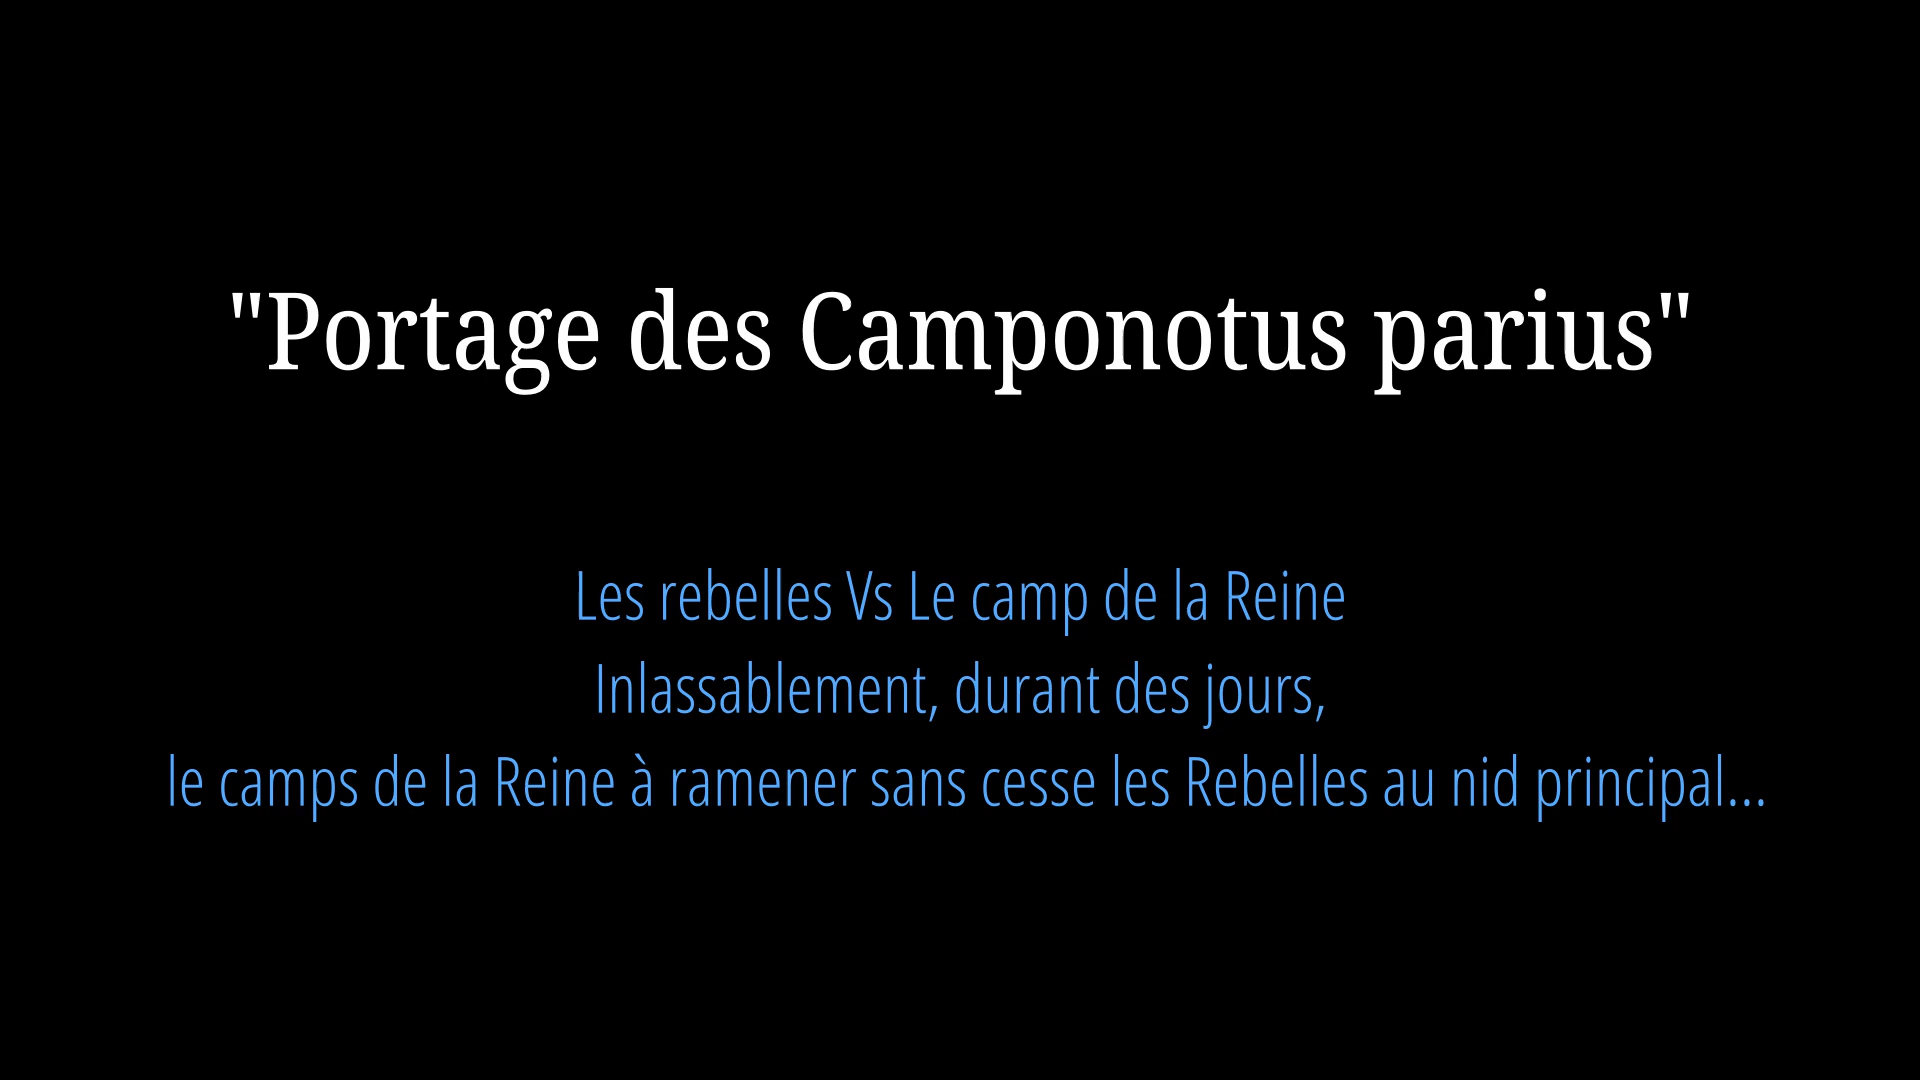 "Portage des Camponotus parius"
Les rebelles Vs Le camp de la Reine
Inlassablement, durant des jours,
le camps de la Reine à ramener sans cesse les Rebelles au nid principal...